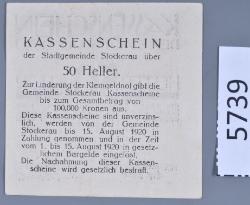 KASSENSCHEIN
der Stadtgemeinde Stockerau über
50 Heller.
Zur Linderung der Kleingeldnot gibt die
Gemeinde Stockerau Kassenscheine
bis zum Gesamtbetrag von
100,000 Kronen aus.
Diese Kassenscheine sind unverzins-
lich, werden von der Gemeinde
Stockerau bis 15. August 1920 in
Zahlung genommen und in der Zeit
vom 1. bis 15. August 1920 in gesetz-
lichem Bargelde eingelöst.
Die Nachahmung dieser Kassen-
scheine wird gesetzlich bestraft.
5739